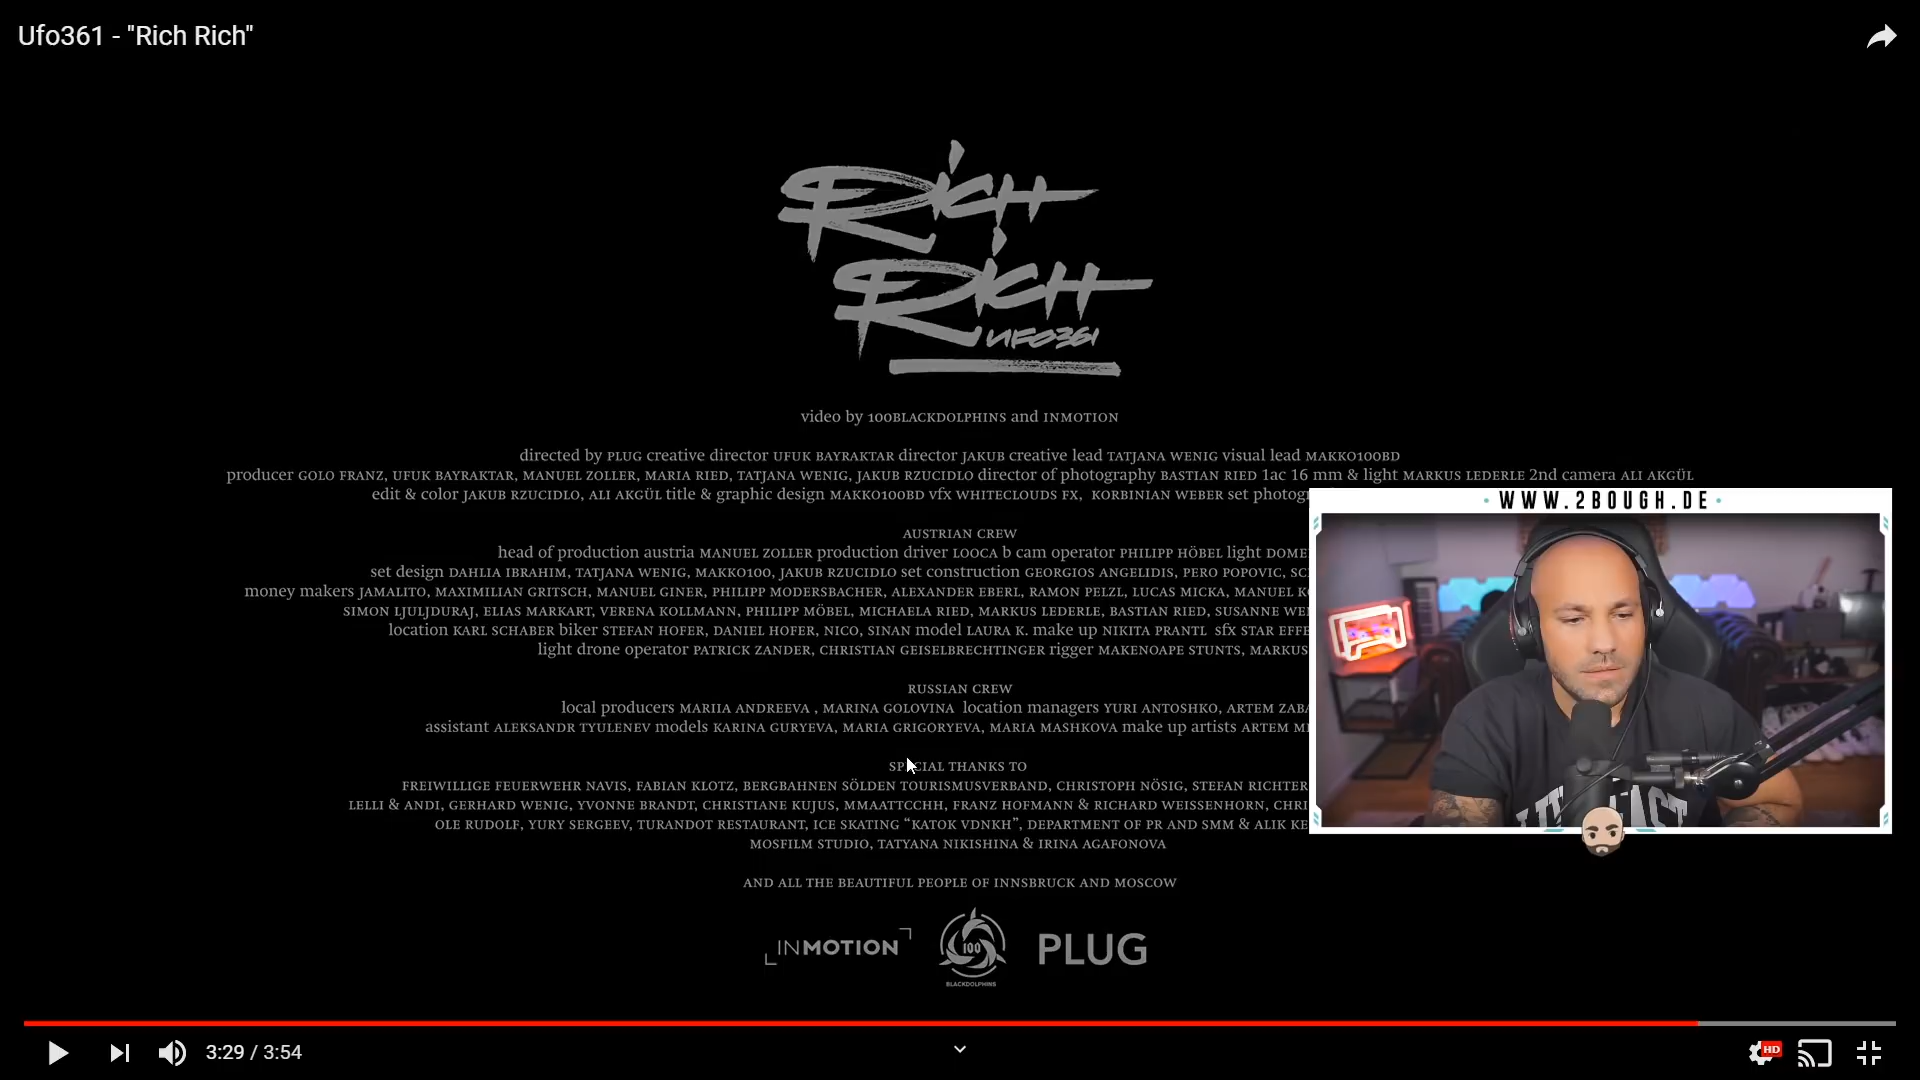 Ufo361 - "Rich Rich"
RICH
RICH
UFO361
video by 100BLACKDOLPHINS and INMOTION
directed by PLUG creative director UFUK BAYRAKTAR director JAKUB creative lead TATJANA WENIG visual lead MAKKO100BD
producer GOLO FRANZ, UFUK BAYRAKTAR, MANUEL ZOLLER, MARIA RIED, TATJANA WENIG, JAKUB RZUCIDLO director of photography BASTIAN RIED 1ac 16 mm & light MARKUS LEDERLE 2nd camera ALI AKGÜL
edit & color JAKUB RZUCIDLO, ALI AKGÜL title & graphic design MAKKO100BD vfx WHITECLOUDS FX, KORBINIAN WEBER set
WWW.2BOUGH.DE
AUSTRIAN CREW
head of production austria MANUEL ZOLLER production driver LOOCA b cam operator PHILIPP HÖBEL light
set design DAHLIA IBRAHIM, TATJANA WENIG, MAKKO100, JAKUB RZUCIDLO set construction GEORGIOS ANGELIDIS, PERO POPOVIC,
money makers JAMALITO, MAXIMILIAN GRITSCH, MANUEL GINER, PHILIPP MODERSBACHER, ALEXANDER EBERL, RAMON PELZL, LUCAS MICKA, MANUEL
SIMON LJULJDURAJ, ELIAS MARKART, VERENA KOLLMANN, PHILIPP MÖBEL, MICHAELA RIED, MARKUS LEDERLE, BASTIAN RIED, SUSANNE
location KARL SCHABER biker STEFAN HOFER, DANIEL HOFER, NICO, SINAN model LAURA K. make up NIKITA PRANTL sfx STAR
light drone operator PATRICK ZANDER, CHRISTIAN GEISELBRECHTINGER rigger MAKENOAPE STUNTS, MARKUS
RUSSIAN CREW
local producers MARIIA ANDREEVA , MARINA GOLOVINA location managers YURI ANTOSHKO, ARTEM
assistant ALEKSANDR TYULENEV models KARINA GURYEVA, MARIA GRIGORYEVA, MARIA MASHKOVA make up artists ARTEM
SPECIAL THANKS TO
FREIWILLIGE FEUERWEHR NAVIS, FABIAN KLOTZ, BERGBAHNEN SÖLDEN TOURISMUSVERBAND, CHRISTOPH NÖSIG, STEFAN RICHTER
LELLI & ANDI, GERHARD WENIG, YVONNE BRANDT, CHRISTIANE KUJUS, MMAATTCCHH, FRANZ HOFMANN & RICHARD WEISSENHORN,
OLE RUDOLF, YURY SERGEEV, TURANDOT RESTAURANT, ICE SKATING “KATOK VDNKH”, DEPARTMENT OF PR AND SMM & ALIK
MOSFILM STUDIO, TATYANA NIKISHINA & IRINA AGAFONOVA
AND ALL THE BEAUTIFUL PEOPLE OF INNSBRUCK AND MOSCOW
INMOTION
100
BLACKDOLPHINS
PLUG
3:29 / 3:54
HD